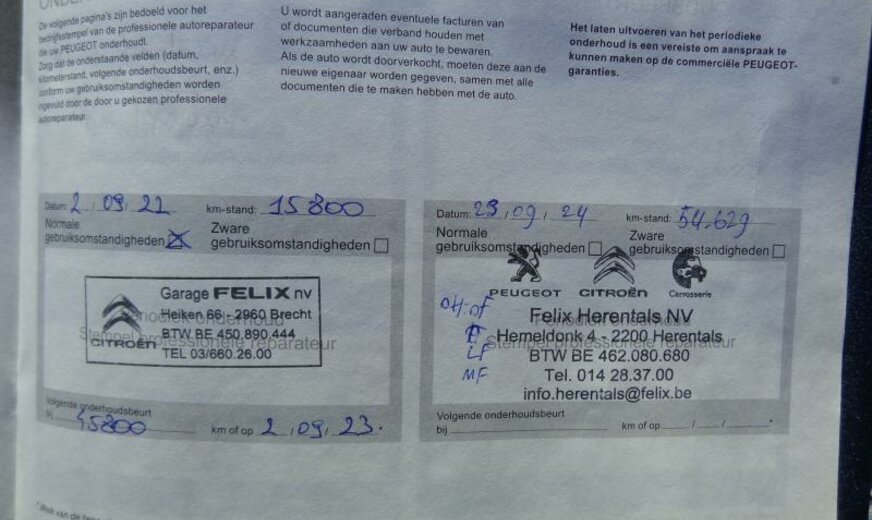 De volgende pagina's zijn bedoeld voor het
bedrijfsstempel van de professionele autoreparateur
die uw PEUGEOT onderhoudt.
Zorg dat de onderstaande velden (datum,
kilometerstand, volgende onderhoudsbeurt, enz.)
conform uw gebruiksomstandigheden worden
ingevuld door de door u gekozen professionele
autoreparateur.
U wordt aangeraden eventuele facturen van
of documenten die verband houden met
werkzaamheden aan uw auto te bewaren.
Als de auto wordt doorverkocht, moeten deze aan de
nieuwe eigenaar worden gegeven, samen met alle
documenten die te maken hebben met de auto.
Het laten uitvoeren van het periodieke
onderhoud is een vereiste om aanspraak te
kunnen maken op de commerciële PEUGEOT-
garanties.
Datum: 2 09 22 km-stand: 15800
Normale
gebruiksomstandigheden
Zware
gebruiksomstandigheden
Garage FELIX nv
Heiken 66 - 2960 Brecht
Periodiek onderhoud
BTW BE 450.890.444
CITROËN
Stempel professionele reparateur
TEL 03/660.26.00
Volgende onderhoudsbeurt
bij 45800 km of op 2 09 23.
Datum: 23, 09, 24 km-stand: 54.629
Normale
gebruiksomstandigheden
Zware
gebruiksomstandigheden
PEUGEOT CITROËN Carrosserie
OH: OF
Felix Herentals NV
Periodiek onderhoud
Hemeldonk 4 - 2200 Herentals
Stempel professionele reparateur
LF
BTW BE 462.080.680
MF
Tel. 014 28.37.00
info.herentals@felix.be
Volgende onderhoudsbeurt
bij km of op / / *